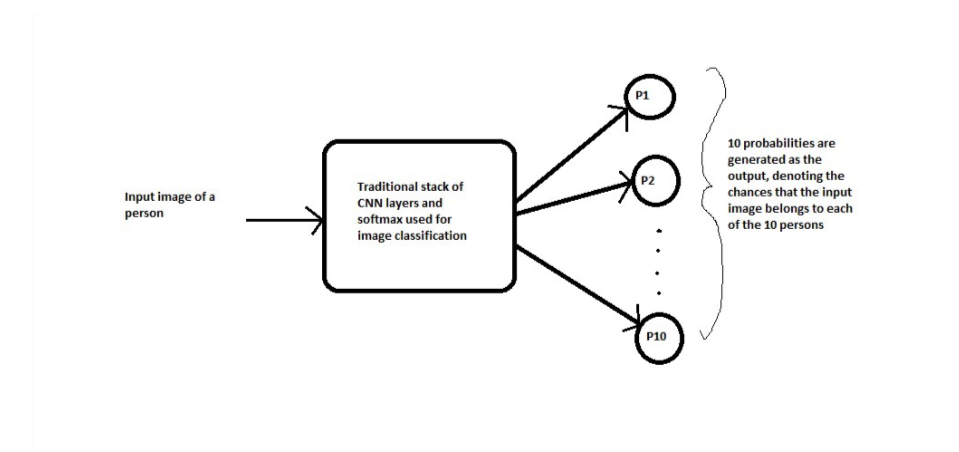 Input image of a
person
Traditional stack of
CNN layers and
softmax used for
image classification
P1
P2
P10
10 probabilities are
generated as the
output, denoting the
chances that the input
image belongs to each
of the 10 persons